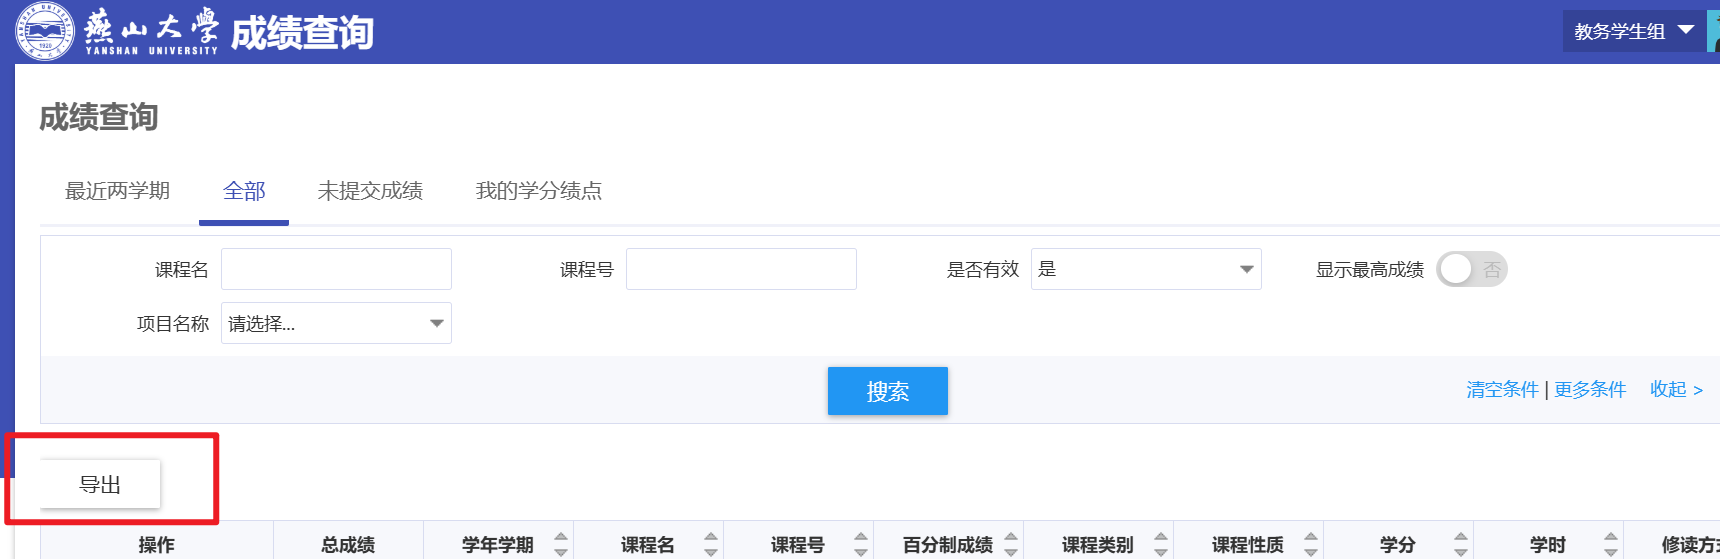 燕山大学
YANSHAN UNIVERSITY
成绩查询
教务学生组
成绩查询
最近两学期 全部 未提交成绩 我的学分绩点
课程名 课程号 是否有效 是 显示最高成绩 否
项目名称 请选择...
搜索
清空条件 | 更多条件 收起 >
导出
操作 总成绩 学年学期 课程名 课程号 百分制成绩 课程类别 课程性质 学分 学时 修读方式